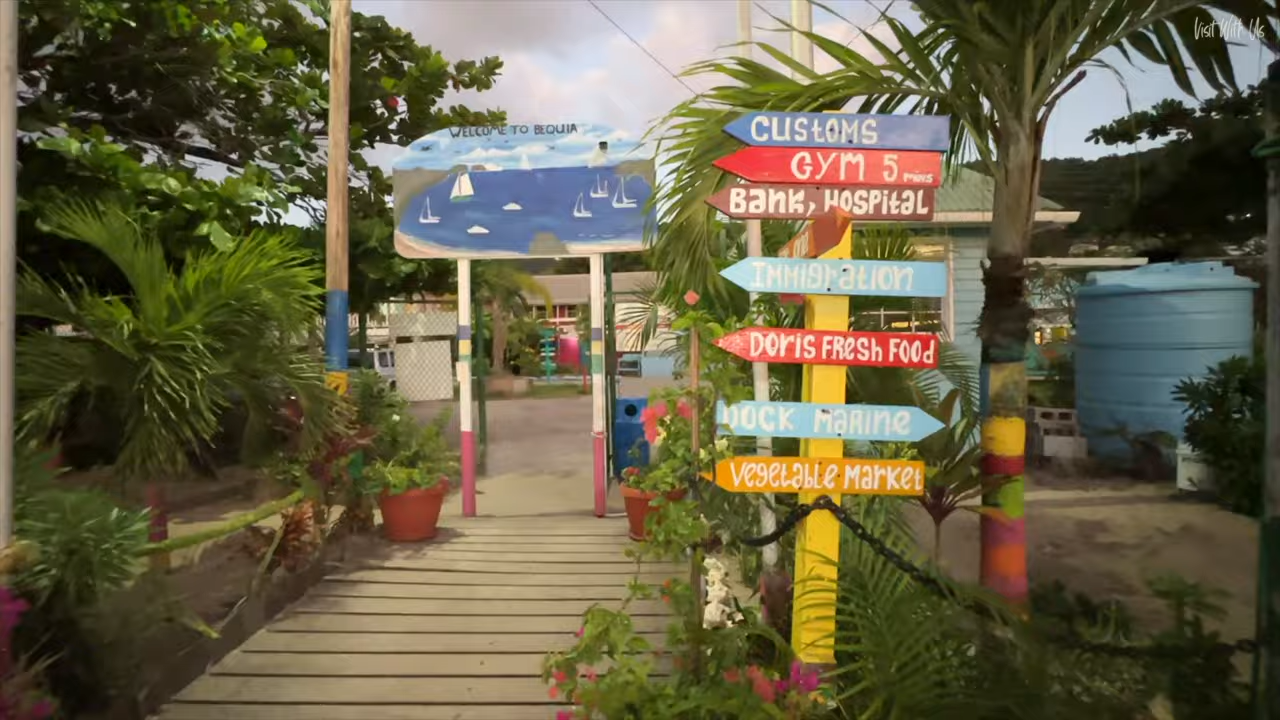 Visit With Us
WELCOME TO BEQUIA
CUStOMS
GYM 5 MINS
BANK, HOSPITAL
IMMIGRATION
DORIS FRESH FOOD
DOCK MARINE
VEGETABLE MARKET